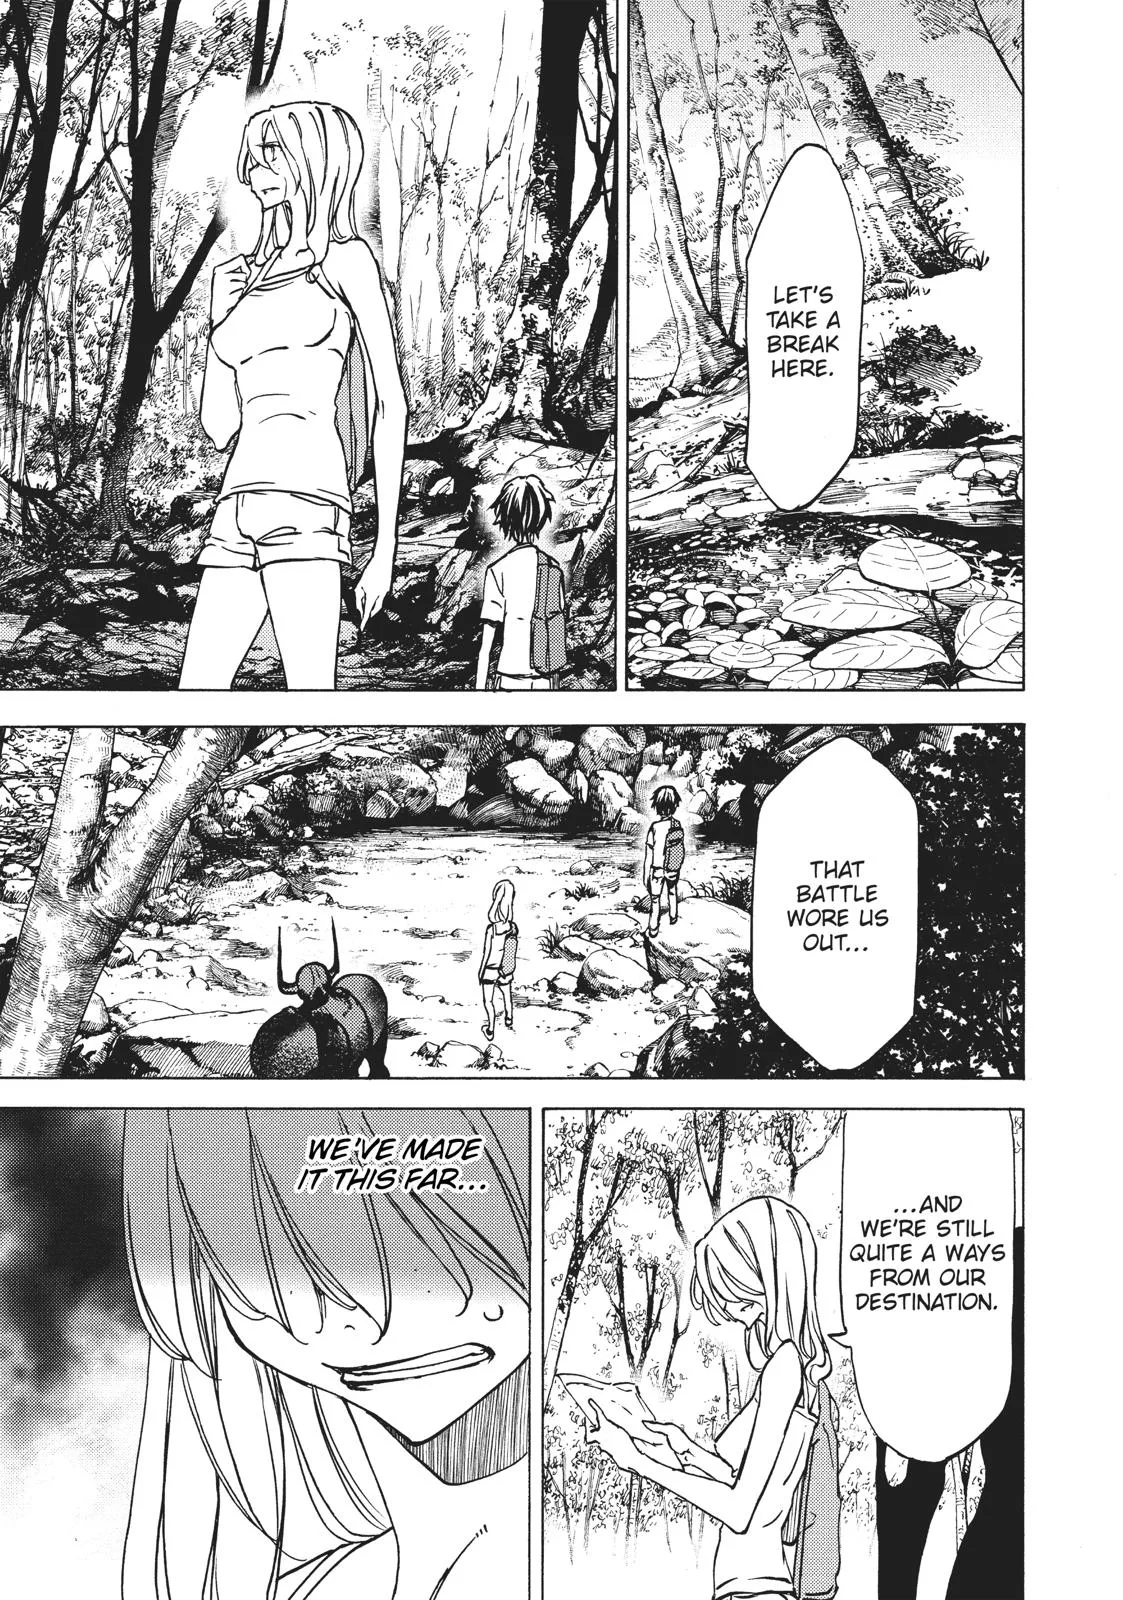 LET'S
TAKE A
BREAK
HERE.
THAT
BATTLE
WORE US
OUT...
...AND
WE'RE STILL
QUITE A WAYS
FROM OUR
DESTINATION.
WE'VE MADE
IT THIS FAR...